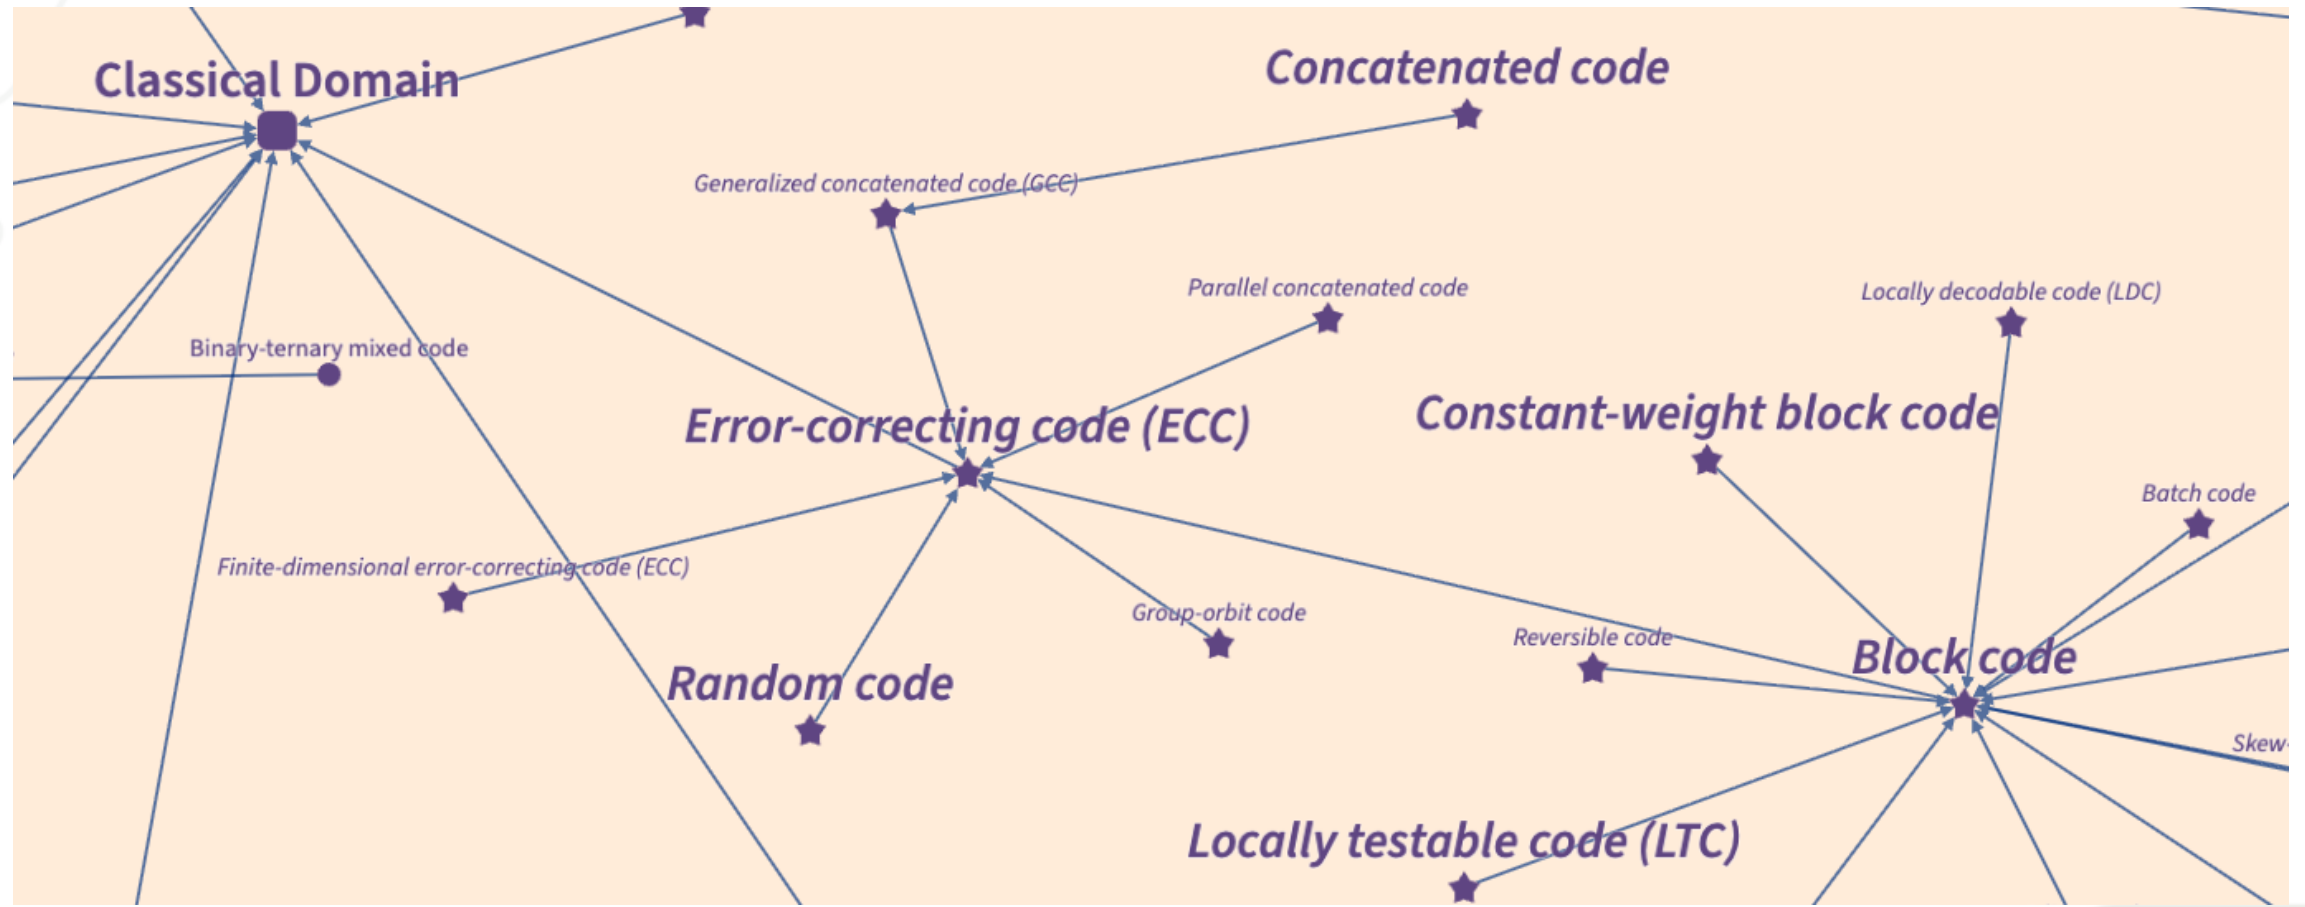 Classical Domain
Concatenated code
Generalized concatenated code (GCC)
Parallel concatenated code
Locally decodable code (LDC)
Binary-ternary mixed code
Error-correcting code (ECC)
Constant-weight block code
Batch code
Finite-dimensional error-correcting code (ECC)
Group-orbit code
Reversible code
Block code
Random code
Skew-
Locally testable code (LTC)